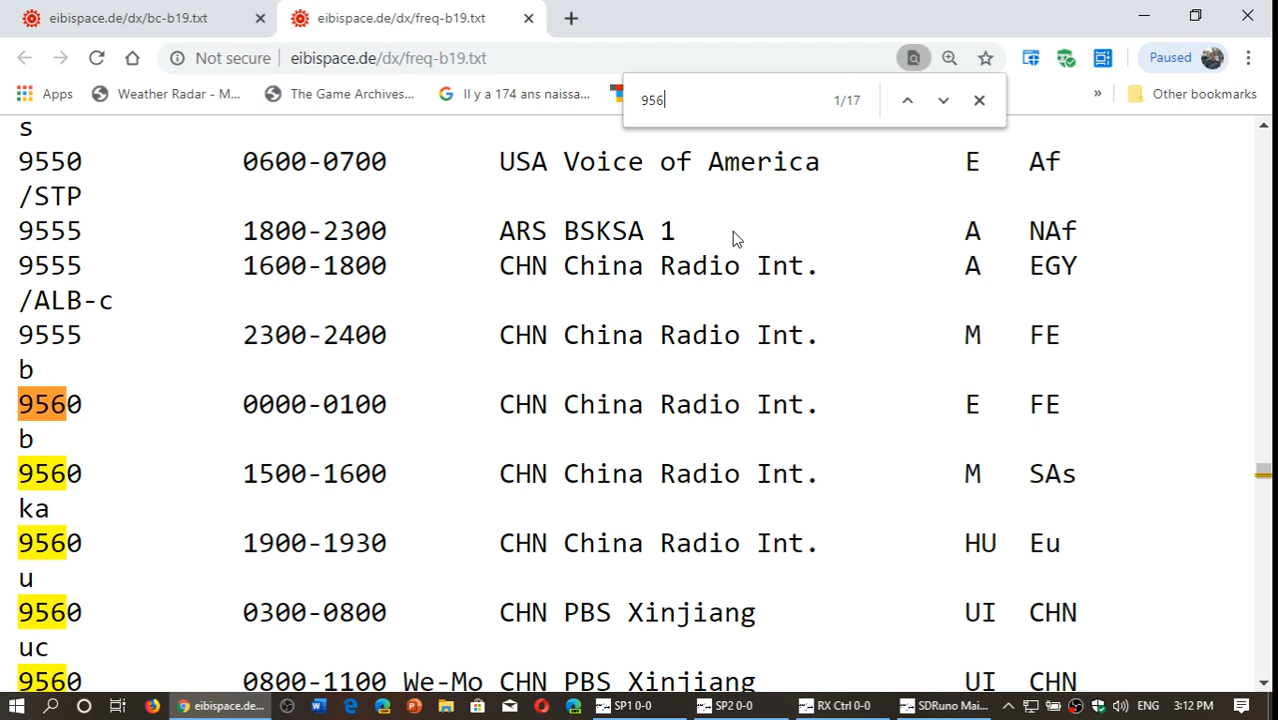 eibispace.de/dx/bc-b19.txt eibispace.de/dx/freq-b19.txt
Not secure eibispace.de/dx/freq-b19.txt Paused
Apps Weather Radar - M... The Game Archives... Il y a 174 ans naissa... » Other bookmarks
956 1/17
s
9550 0600-0700 USA Voice of America E Af
/STP
9555 1800-2300 ARS BSKSA 1 A NAf
9555 1600-1800 CHN China Radio Int. A EGY
/ALB-c
9555 2300-2400 CHN China Radio Int. M FE
b
9560 0000-0100 CHN China Radio Int. E FE
b
9560 1500-1600 CHN China Radio Int. M SAs
ka
9560 1900-1930 CHN China Radio Int. HU Eu
u
9560 0300-0800 CHN PBS Xinjiang UI CHN
uc
9560 0800-1100 We-Mo CHN PBS Xinjiang UI CHN
eibispace.de... SP1 0-0 SP2 0-0 RX Ctrl 0-0 SDRuno Mai... ENG 3:12 PM